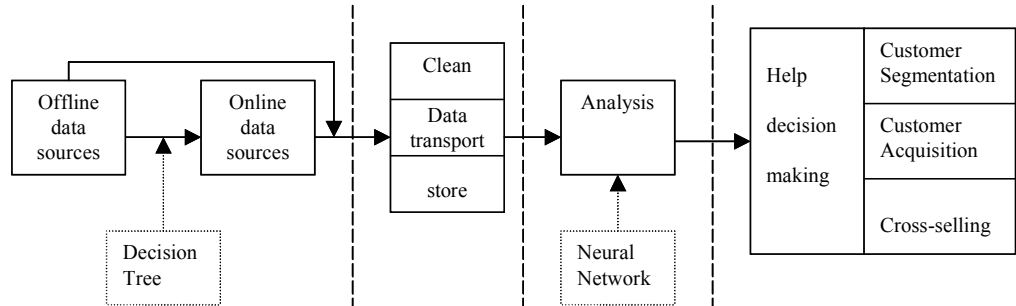 Offline
data
sources
Online
data
sources
Decision
Tree
Clean
Data
transport
store
Analysis
Neural
Network
Help
decision
making
Customer
Segmentation
Customer
Acquisition
Cross-selling